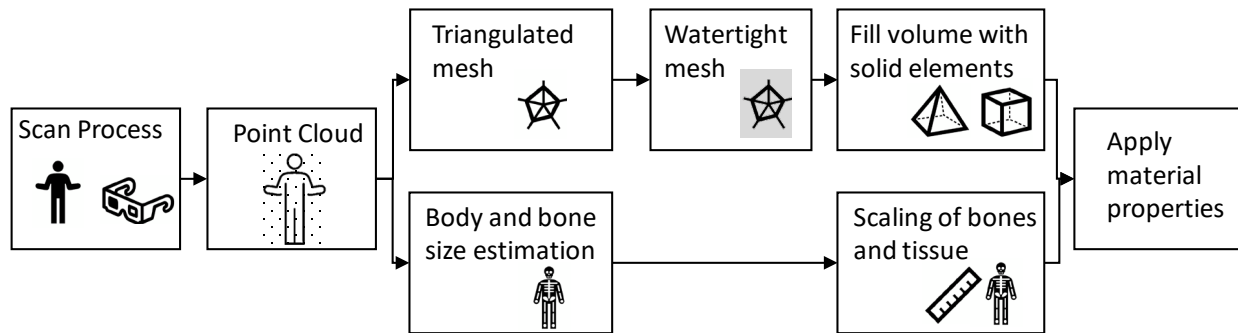 Scan Process
Point Cloud
Triangulated
mesh
Watertight
mesh
Fill volume with
solid elements
Body and bone
size estimation
Scaling of bones
and tissue
Apply
material
properties